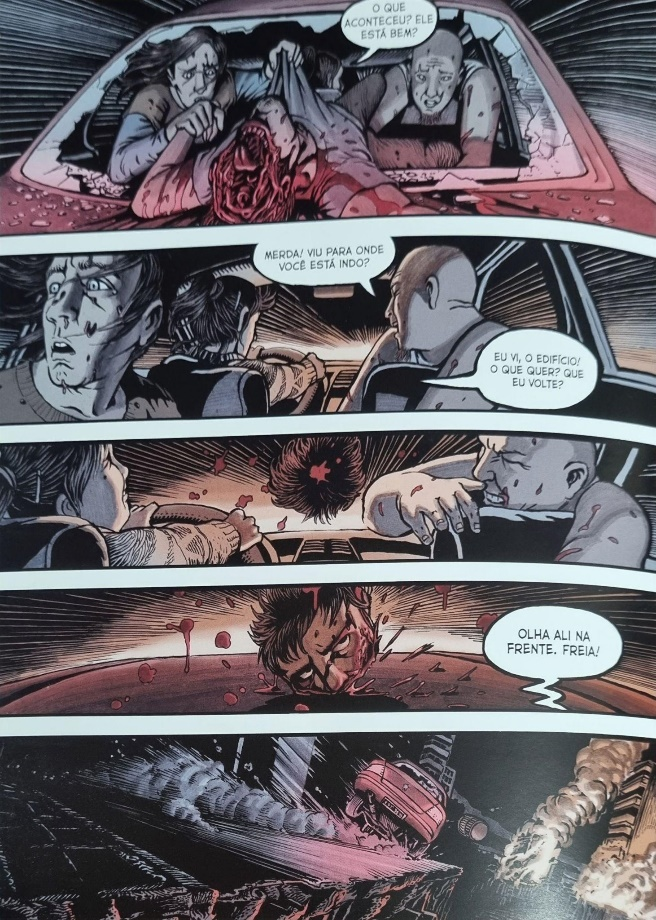 O QUE
ACONTECEU? ELE
ESTÁ BEM?
MERDA! VIU PARA ONDE
VOCÊ ESTÁ INDO?
EU VI, O EDIFÍCIO!
O QUE QUER? QUE
EU VOLTE?
OLHA ALI NA
FRENTE. FREIA!